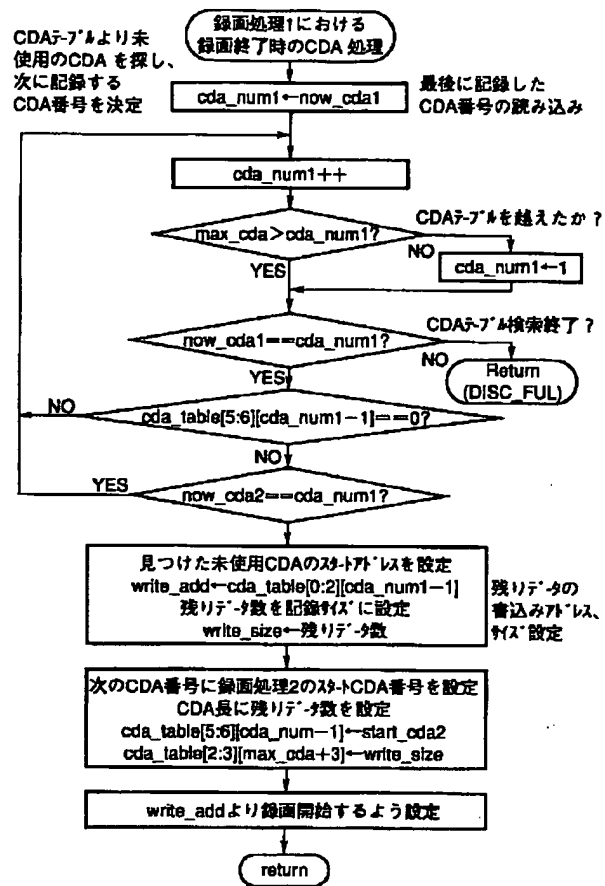 CDAﾃｰﾌﾞﾙより未
使用のCDA を探し、
次に記録する
CDA番号を決定
録画処理1における
録画終了時のCDA 処理
cda_num1←now_cda1
最後に記録した
CDA番号の読み込み
cda_num1++
max_cda>cda_num1?
CDAﾃｰﾌﾞﾙを越えたか?
NO
YES
cda_num1←1
now_cda1==cda_num1?
CDAﾃｰﾌﾞﾙ検索終了?
NO
YES
Return
(DISC_FUL)
NO
cda_table[5:6][cda_num1−1]==0?
NO
YES
now_cda2==cda_num1?
見つけた未使用CDAのｽﾀｰﾄｱﾄﾞﾚｽを設定
write_add←cda_table[0:2][cda_num1−1]
残りﾃﾞｰﾀ数を記録ｻｲｽﾞに設定
write_size←残りﾃﾞｰﾀ数
残りﾃﾞｰﾀの
書込みｱﾄﾞﾚｽ、
ｻｲｽﾞ設定
次のCDA番号に録画処理2のｽﾀｰﾄCDA番号を設定
CDA長に残りﾃﾞｰﾀ数を設定
cda_table[5:6][cda_num−1]←start_cda2
cda_table[2:3][max_cda+3]←write_size
write_addより録画開始するよう設定
return